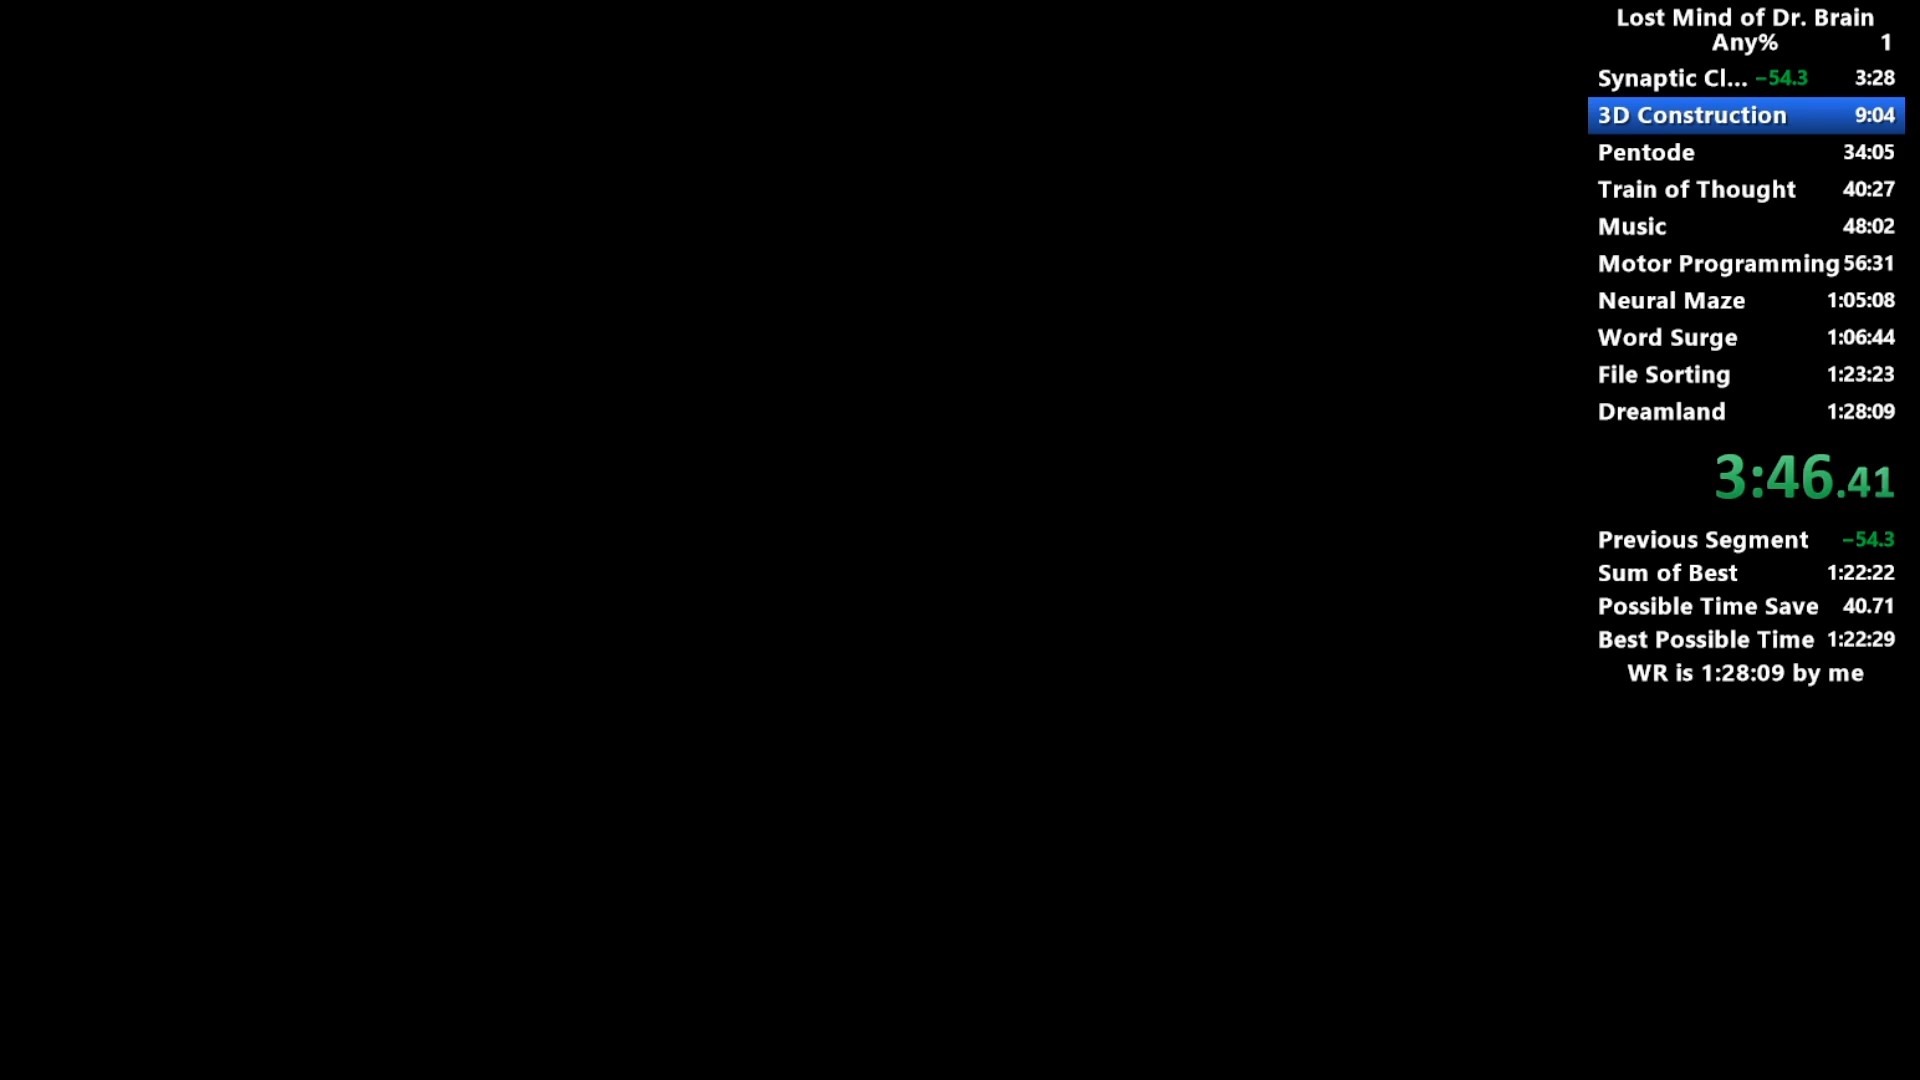 Lost Mind of Dr. Brain
Any% 1
Synaptic Cl... −54.3 3:28
3D Construction 9:04
Pentode 34:05
Train of Thought 40:27
Music 48:02
Motor Programming 56:31
Neural Maze 1:05:08
Word Surge 1:06:44
File Sorting 1:23:23
Dreamland 1:28:09
3:46.41
Previous Segment −54.3
Sum of Best 1:22:22
Possible Time Save 40.71
Best Possible Time 1:22:29
WR is 1:28:09 by me